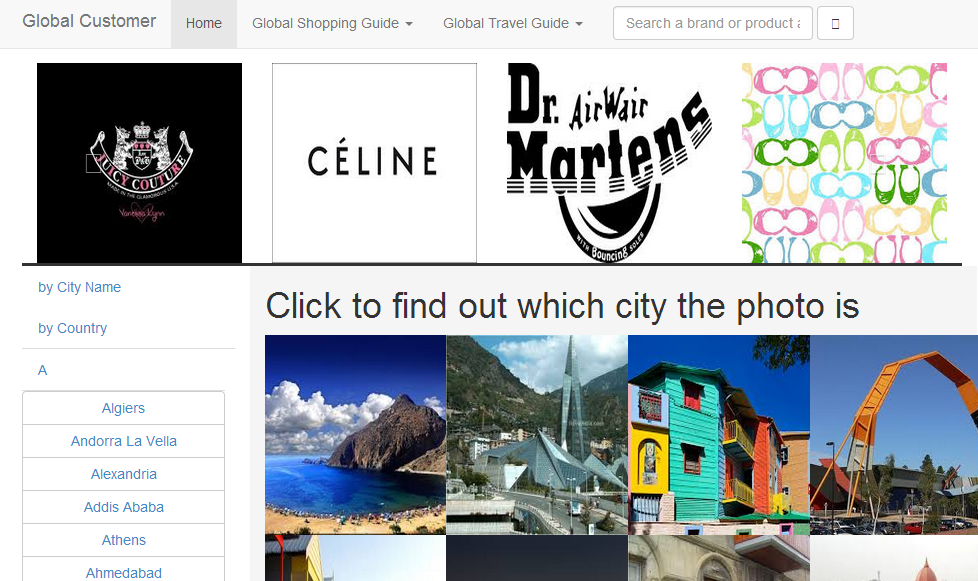 Global Customer
Home
Global Shopping Guide
Global Travel Guide
Search a brand or product
JUICY COUTURE
MADE IN THE GLAMOROUS U.S.A.
CÉLINE
Dr. AirWair
Martens
WITH Bouncing SOLES
by City Name
by Country
A
Algiers
Andorra La Vella
Alexandria
Addis Ababa
Athens
Ahmedabad
Click to find out which city the photo is